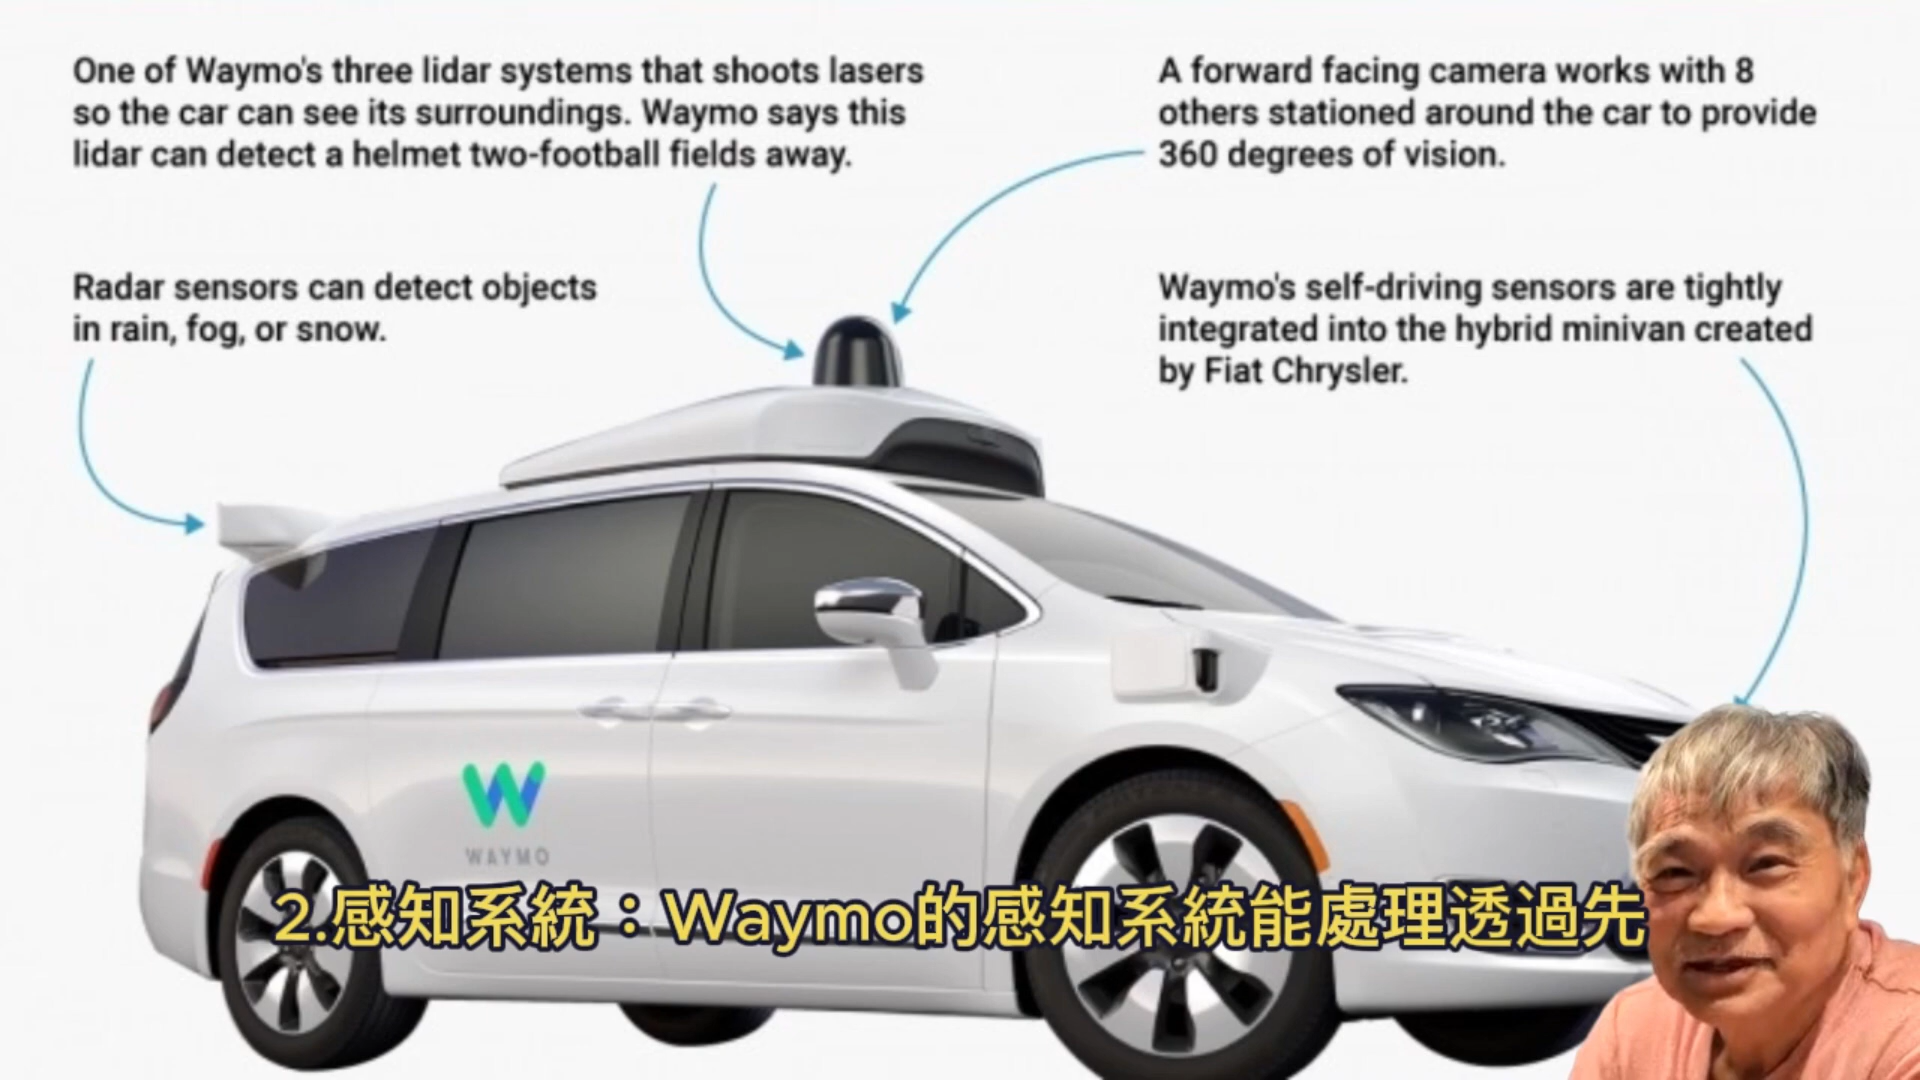 One of Waymo's three lidar systems that shoots lasers
so the car can see its surroundings. Waymo says this
lidar can detect a helmet two-football fields away.
A forward facing camera works with 8
others stationed around the car to provide
360 degrees of vision.
Radar sensors can detect objects
in rain, fog, or snow.
Waymo's self-driving sensors are tightly
integrated into the hybrid minivan created
by Fiat Chrysler.
WAYMO
2.感知系統：Waymo的感知系統能處理透過先